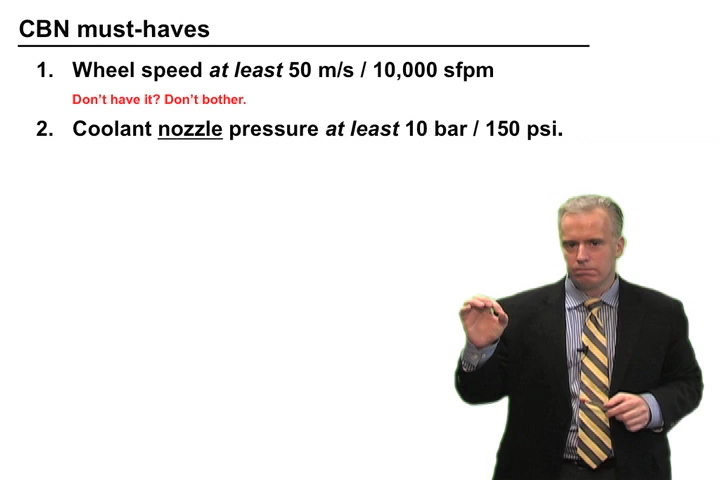 CBN must-haves
1. Wheel speed at least 50 m/s / 10,000 sfpm
Don't have it? Don't bother.
2. Coolant nozzle pressure at least 10 bar / 150 psi.